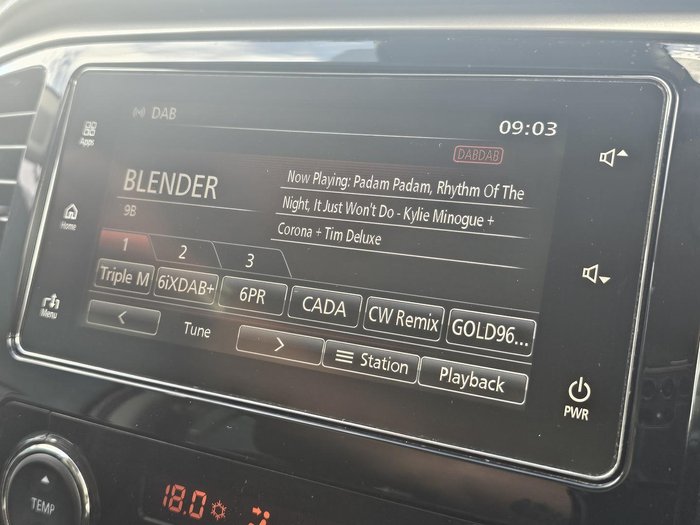 DAB
09:03
Apps
DABDAB
BLENDER
9B
Now Playing: Padam Padam, Rhythm Of The
Night, It Just Won't Do - Kylie Minogue +
Corona + Tim Deluxe
Home
1 2 3
Triple M 6iXDAB+ 6PR CADA CW Remix GOLD96...
Menu
< Tune > Station Playback
PWR
TEMP
18.0